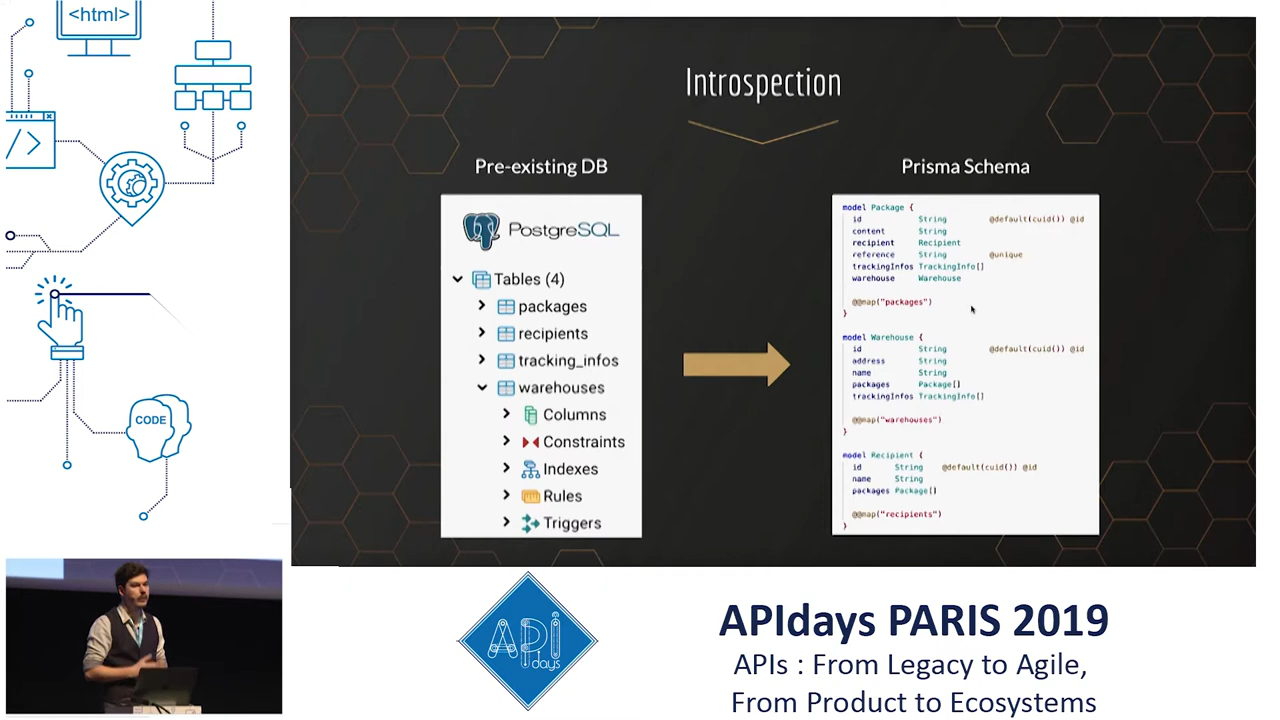 <html>
</>
CODE
Introspection
Pre-existing DB
PostgreSQL
Tables (4)
packages
recipients
tracking_infos
warehouses
Columns
Constraints
Indexes
Rules
Triggers
Prisma Schema
model Package {
id String @default(cuid()) @id
content String
recipient Recipient
reference String @unique
trackingInfos TrackingInfo[]
warehouse Warehouse
@@map("packages")
}
model Warehouse {
id String @default(cuid()) @id
address String
name String
packages Package[]
trackingInfos TrackingInfo[]
@@map("warehouses")
}
model Recipient {
id String @default(cuid()) @id
name String
packages Package[]
@@map("recipients")
}
API
days
APIdays PARIS 2019
APIs : From Legacy to Agile,
From Product to Ecosystems